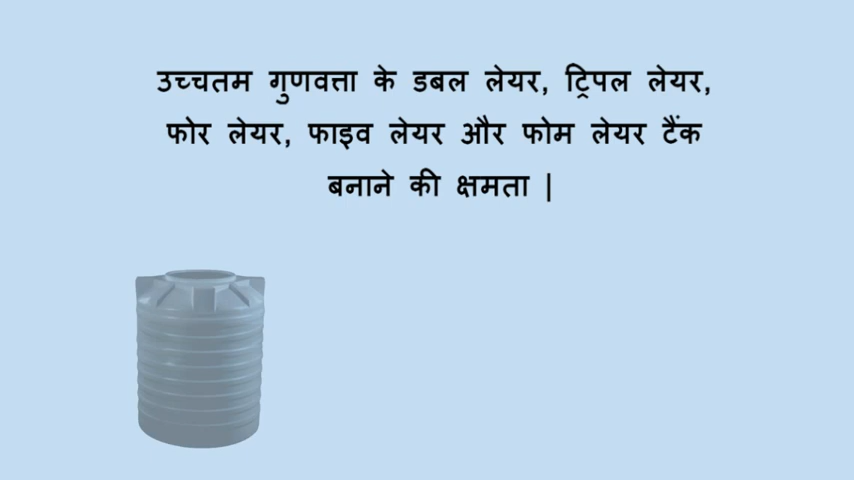 उच्चतम गुणवत्ता के डबल लेयर, ट्रिपल लेयर,
फोर लेयर, फाइव लेयर और फोम लेयर टैंक
बनाने की क्षमता |